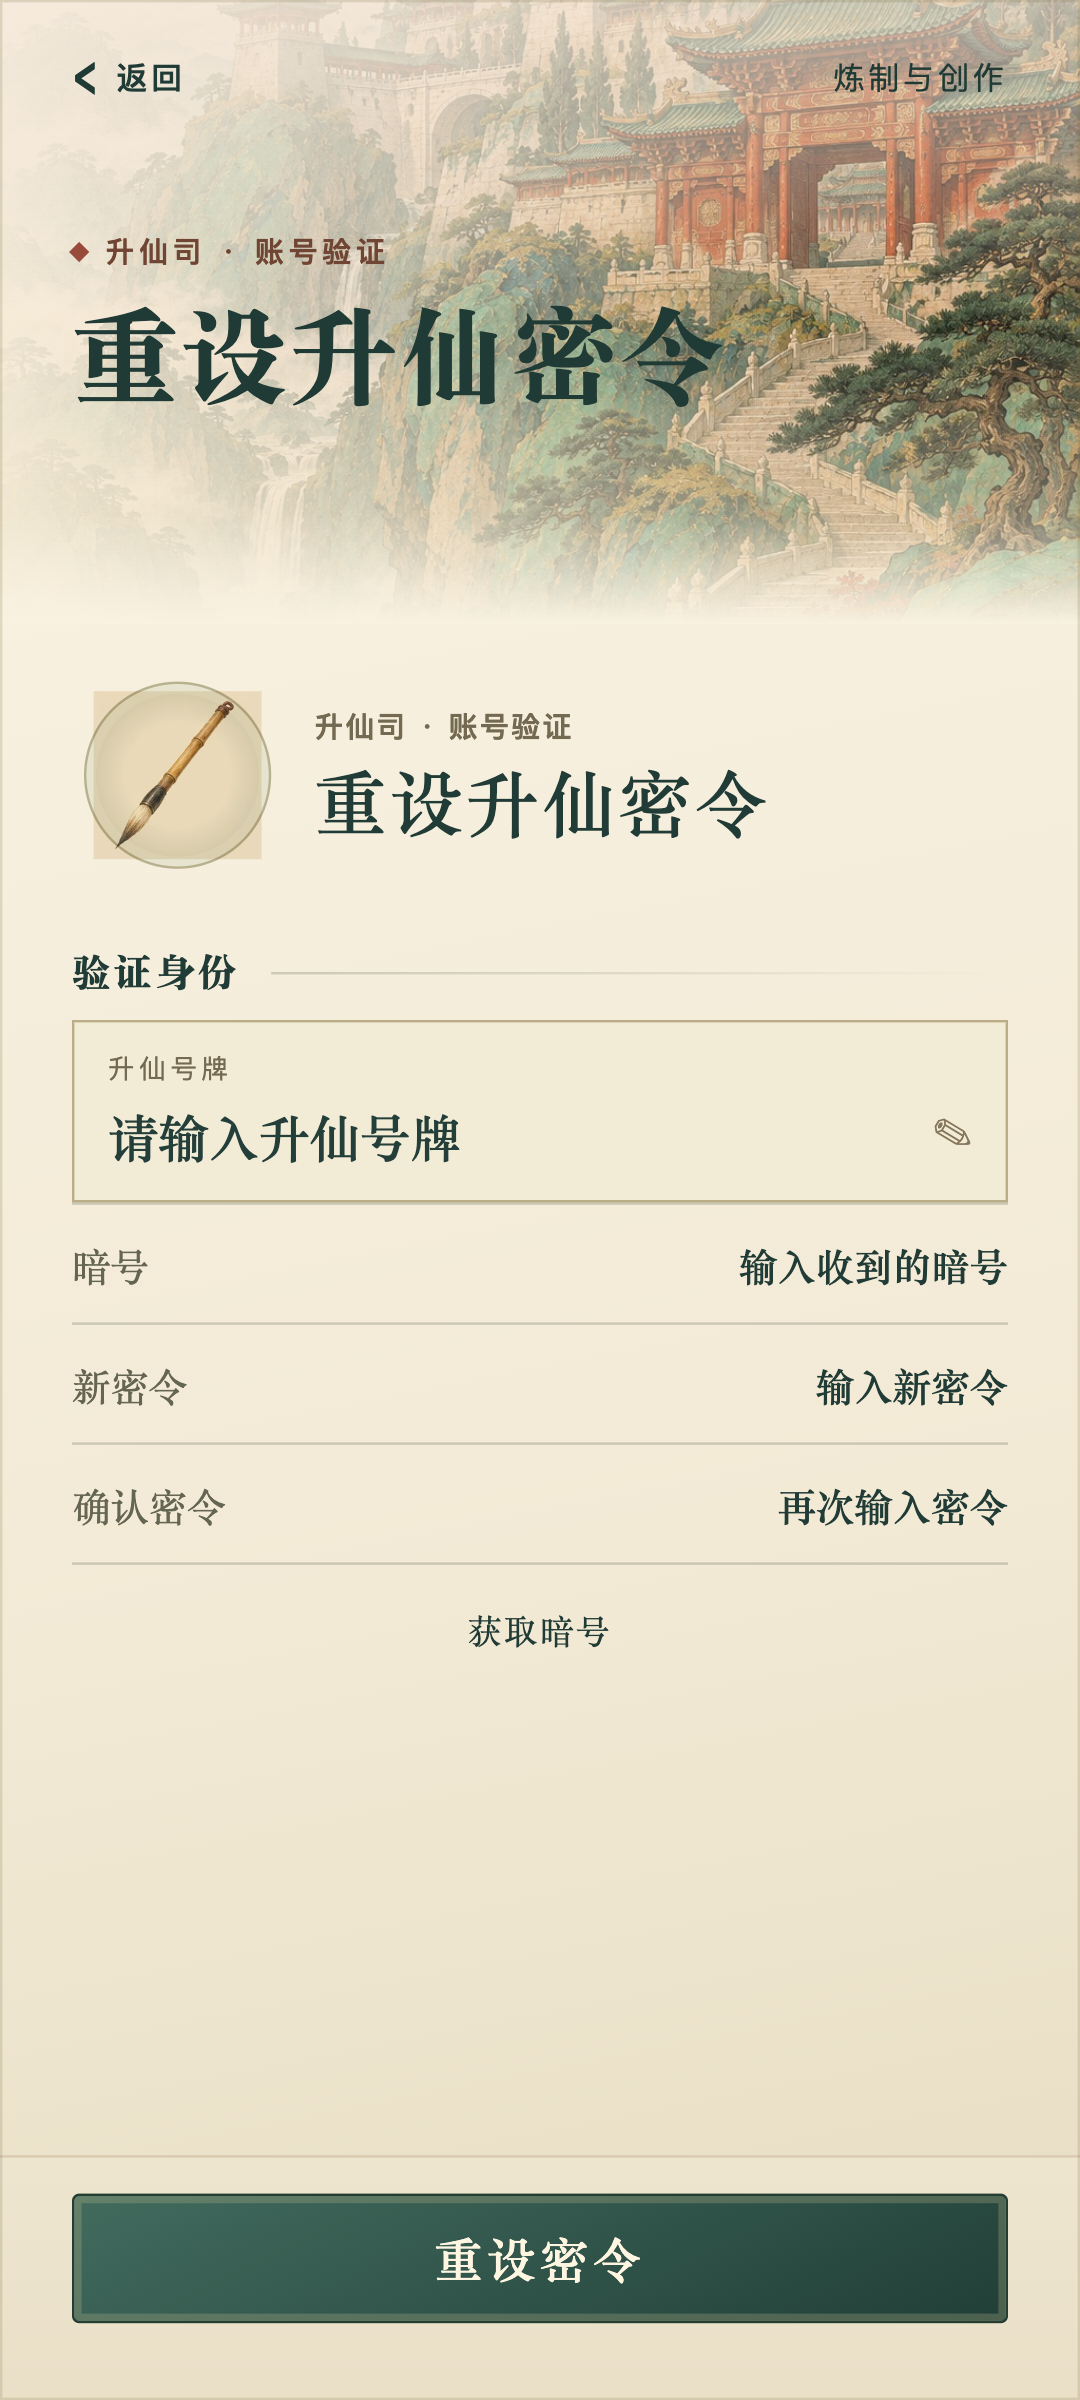 返回
炼制与创作
升仙司 · 账号验证
重设升仙密令
升仙司 · 账号验证
重设升仙密令
验证身份
升仙号牌
请输入升仙号牌
暗号
输入收到的暗号
新密令
输入新密令
确认密令
再次输入密令
获取暗号
重设密令